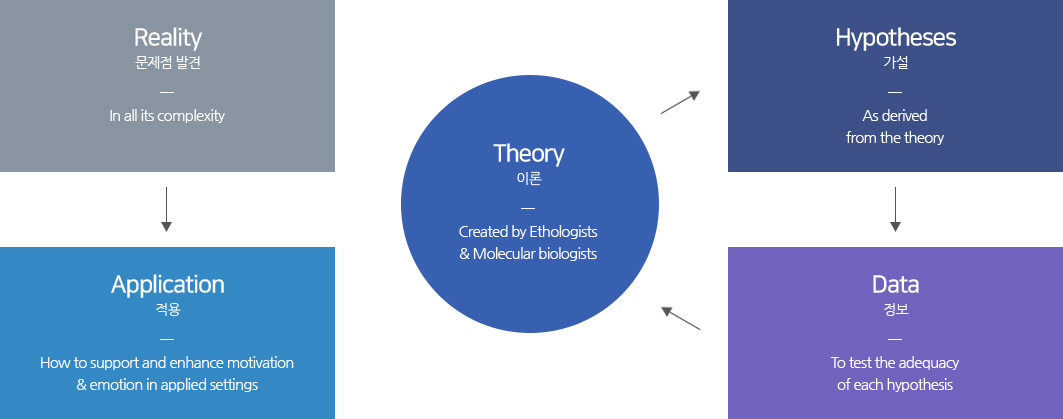 Reality
문제점 발견
In all its complexity
Application
적용
How to support and enhance motivation
& emotion in applied settings
Theory
이론
Created by Ethologists
& Molecular biologists
Hypotheses
가설
As derived
from the theory
Data
정보
To test the adequacy
of each hypothesis